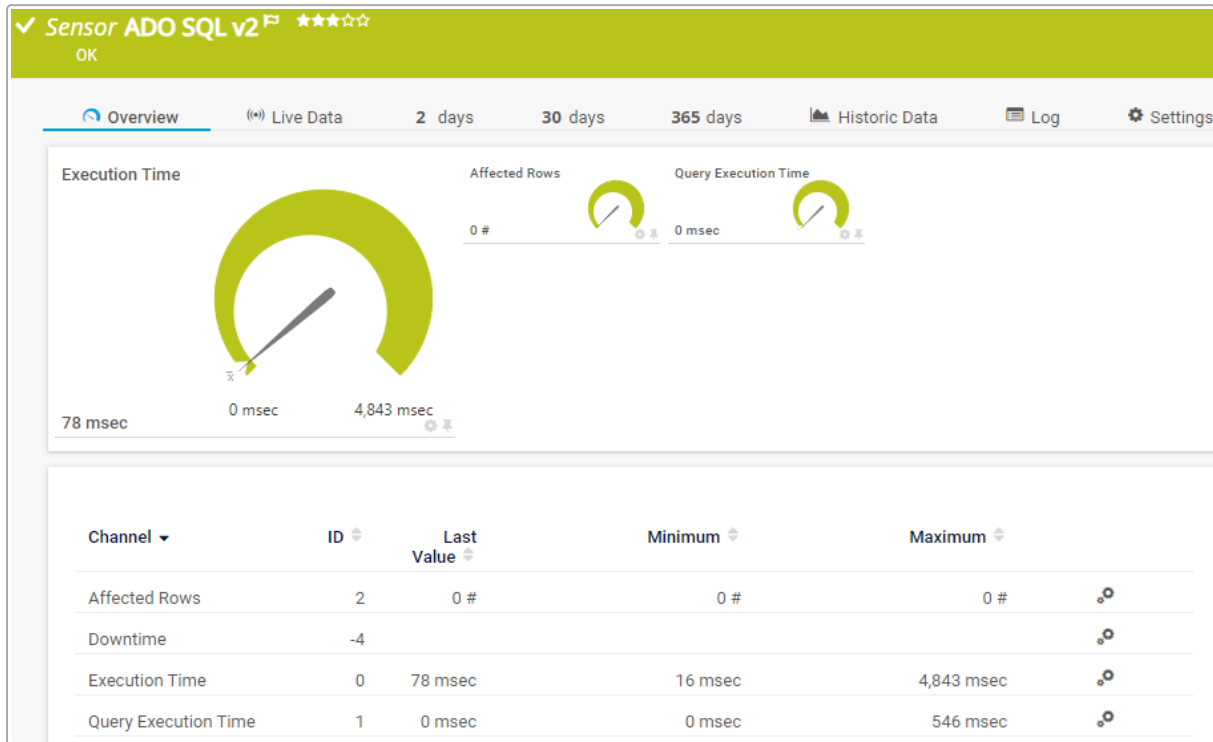 Sensor ADO SQL v2
OK
Overview Live Data 2 days 30 days 365 days Historic Data Log Settings
Execution Time
Affected Rows
Query Execution Time
0 #
0 msec
x̄
0 msec 4,843 msec
78 msec
Channel ID Last Value Minimum Maximum
Affected Rows 2 0 # 0 # 0 #
Downtime -4
Execution Time 0 78 msec 16 msec 4,843 msec
Query Execution Time 1 0 msec 0 msec 546 msec